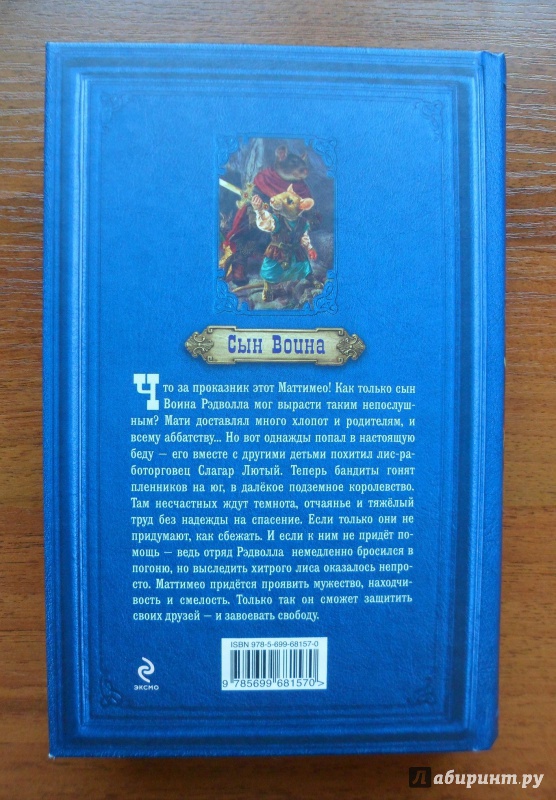 Сын Воина
Что за проказник этот Маттимео! Как только сын
Воина Рэдволла мог вырасти таким непослуш-
ным? Мати доставлял много хлопот и родителям, и
всему аббатству... Но вот однажды попал в настоящую
беду — его вместе с другими детьми похитил лис-ра-
боторговец Слагар Лютый. Теперь бандиты гонят
пленников на юг, в далёкое подземное королевство.
Там несчастных ждут темнота, отчаянье и тяжёлый
труд без надежды на спасение. Если только они не
придумают, как сбежать. И если к ним не придёт по-
мощь — ведь отряд Рэдволла немедленно бросился в
погоню, но выследить хитрого лиса оказалось непро-
сто. Маттимео придётся проявить мужество, находчи-
вость и смелость. Только так он сможет защитить
своих друзей — и завоевать свободу.
ISBN 978-5-699-68157-0
9 785699 681570>
ЭКСМО
Лабиринт.ру